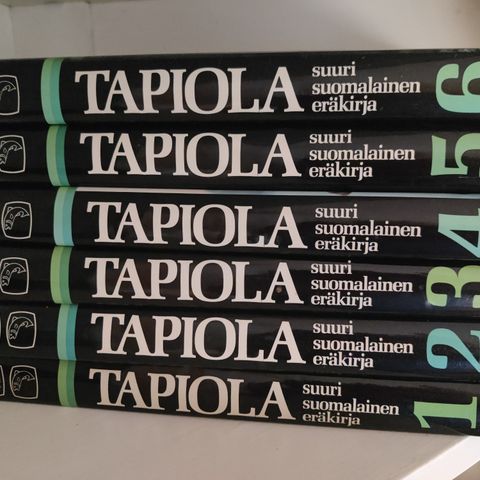 TAPIOLA suuri suomalainen eräkirja 6
TAPIOLA suuri suomalainen eräkirja 5
TAPIOLA suuri suomalainen eräkirja 4
TAPIOLA suuri suomalainen eräkirja 3
TAPIOLA suuri suomalainen eräkirja 2
TAPIOLA suuri suomalainen eräkirja 1